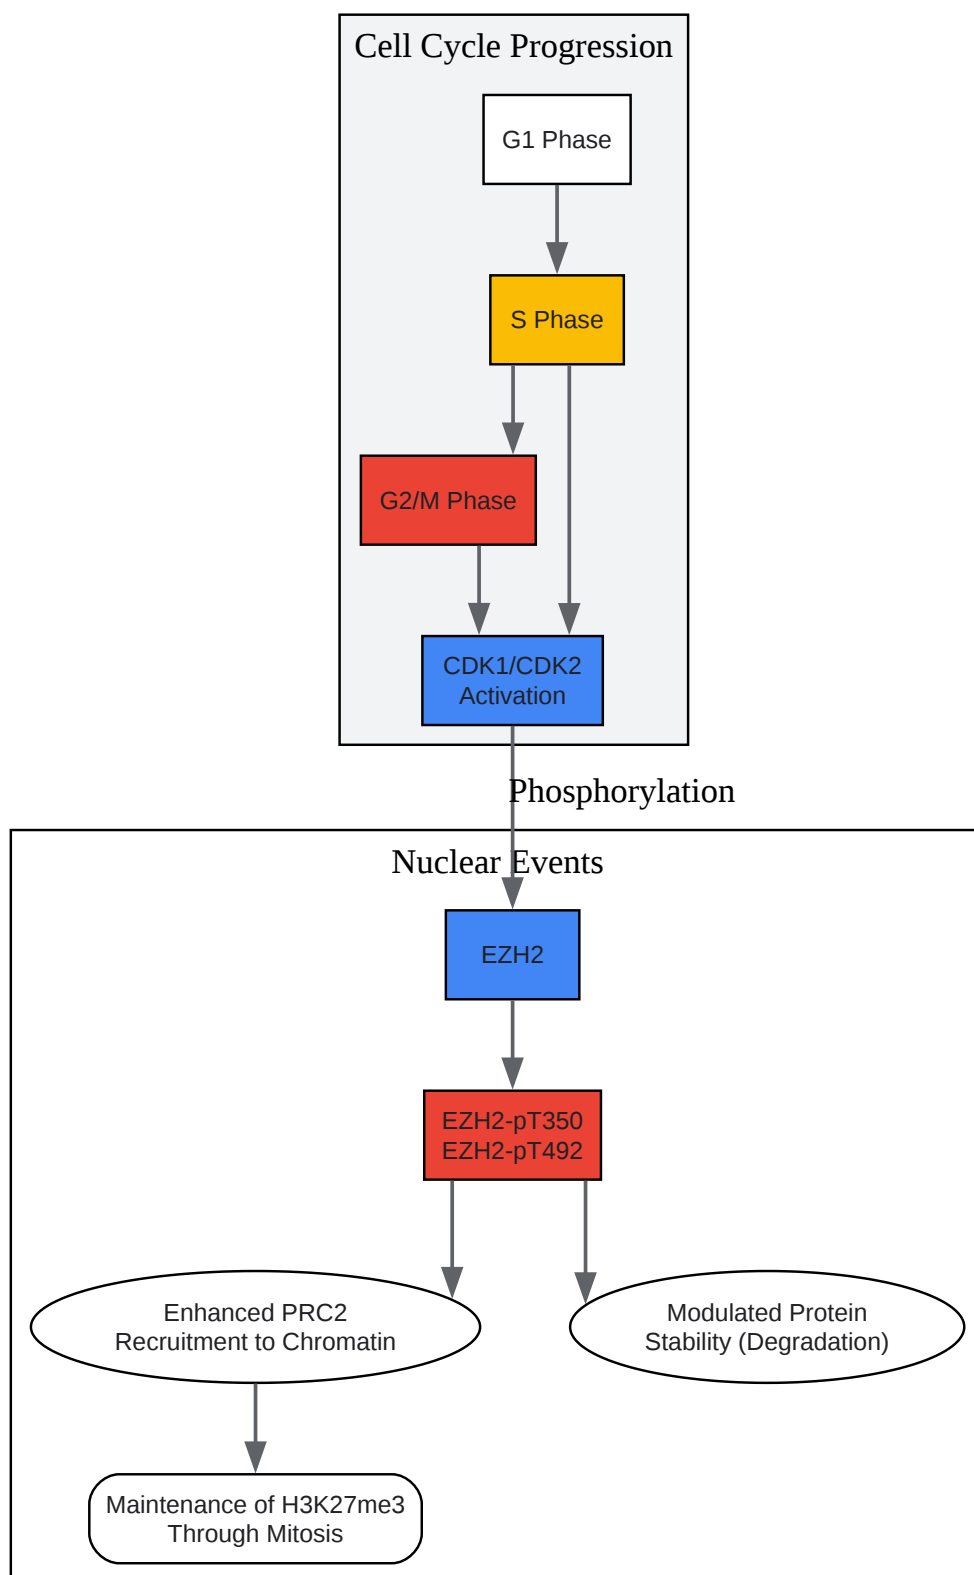 Cell Cycle Progression
G1 Phase
S Phase
G2/M Phase
CDK1/CDK2
Activation
Phosphorylation
Nuclear Events
EZH2
EZH2-pT350
EZH2-pT492
Enhanced PRC2
Recruitment to Chromatin
Modulated Protein
Stability (Degradation)
Maintenance of H3K27me3
Through Mitosis